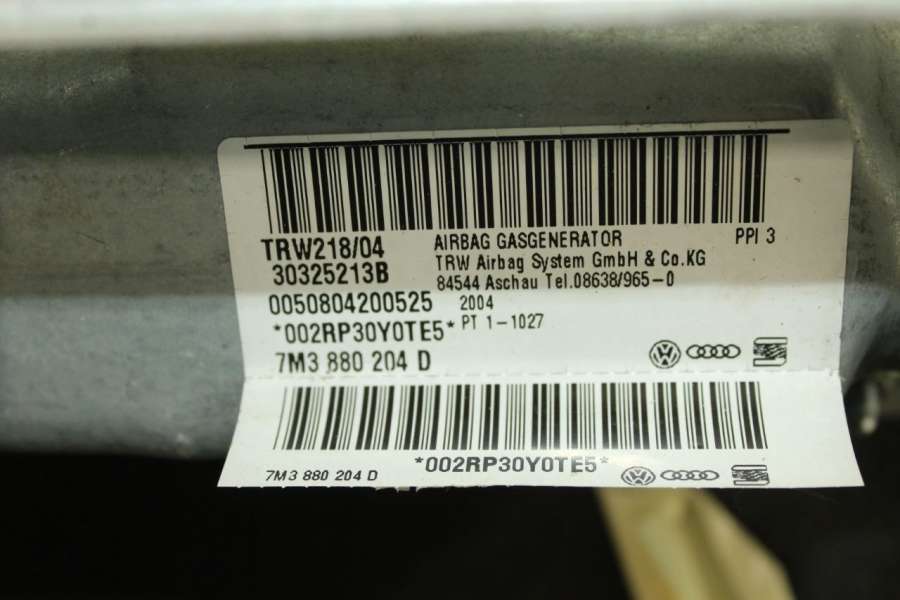 TRW218/04
30325213B
0050804200525
*002RP30Y0TE5*
7M3 880 204 D
AIRBAG GASGENERATOR PPI 3
TRW Airbag System GmbH & Co.KG
84544 Aschau Tel.08638/965-0
2004
PT 1-1027
*002RP30Y0TE5*
7M3 880 204 D